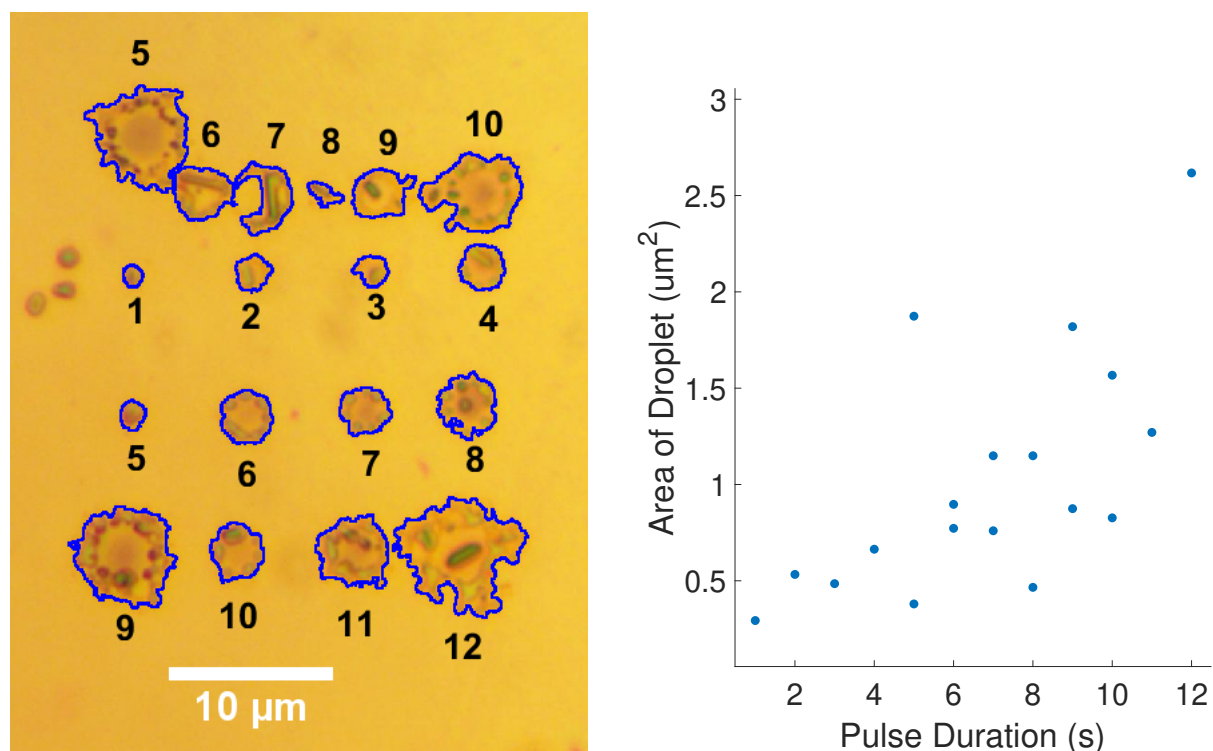 5
6 7 8 9 10
1 2 3 4
5 6 7 8
9 10 11 12
10 µm
3
2.5
2
1.5
1
0.5
2 4 6 8 10 12
Area of Droplet (um²)
Pulse Duration (s)